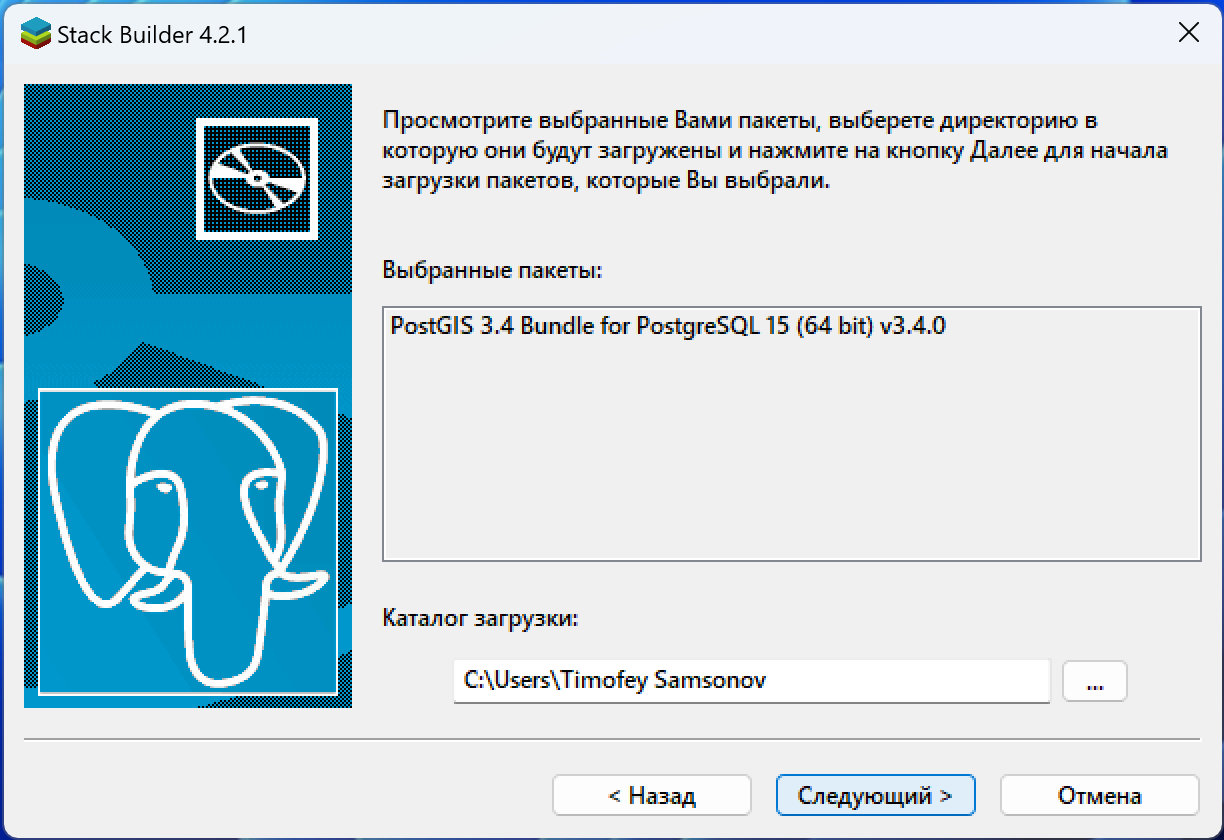 Stack Builder 4.2.1
Просмотрите выбранные Вами пакеты, выберете директорию в
которую они будут загружены и нажмите на кнопку Далее для начала
загрузки пакетов, которые Вы выбрали.
Выбранные пакеты:
PostGIS 3.4 Bundle for PostgreSQL 15 (64 bit) v3.4.0
Каталог загрузки:
C:\Users\Timofey Samsonov
...
< Назад
Следующий >
Отмена